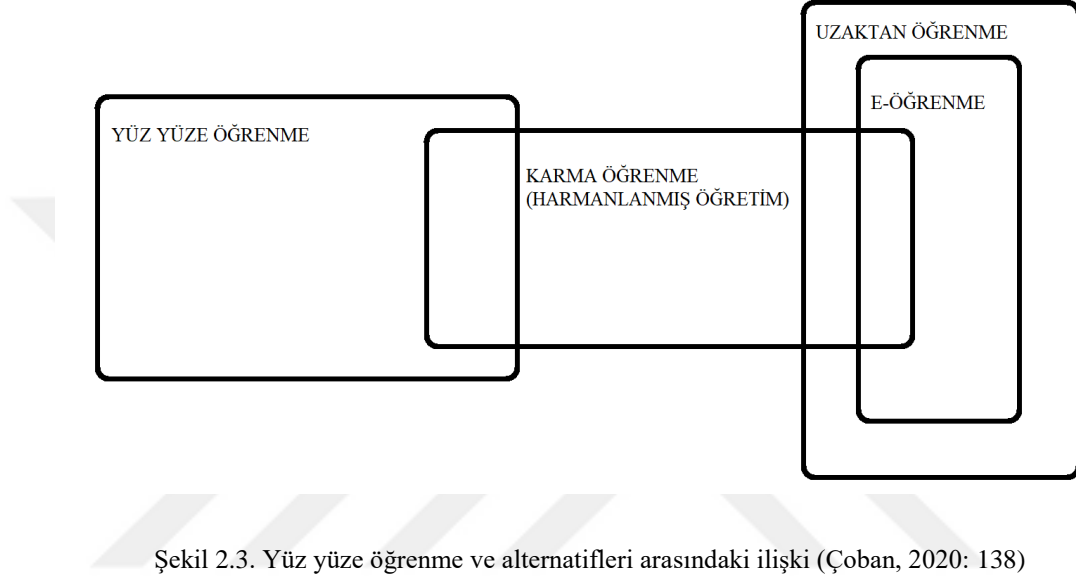 UZAKTAN ÖĞRENME
E-ÖĞRENME
YÜZ YÜZE ÖĞRENME
KARMA ÖĞRENME
(HARMANLANMIŞ ÖĞRETİM)
Şekil 2.3. Yüz yüze öğrenme ve alternatifleri arasındaki ilişki (Çoban, 2020: 138)